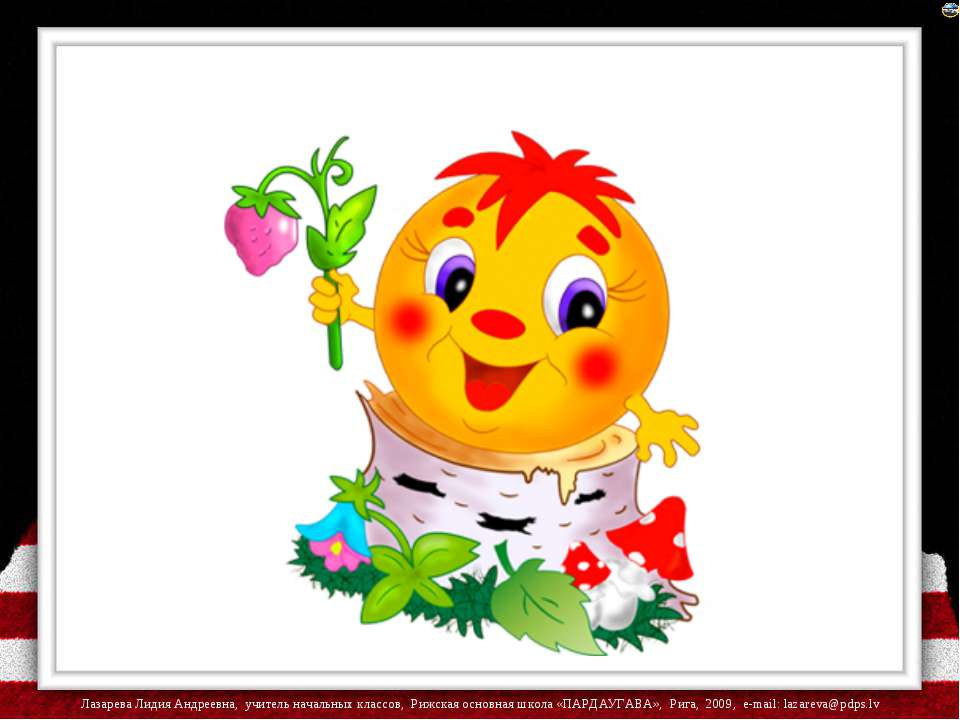 Лазарева Лидия Андреевна, учитель начальных классов, Рижская основная школа «ПАРДАУГАВА», Рига, 2009, e-mail: lazareva@pdps.lv